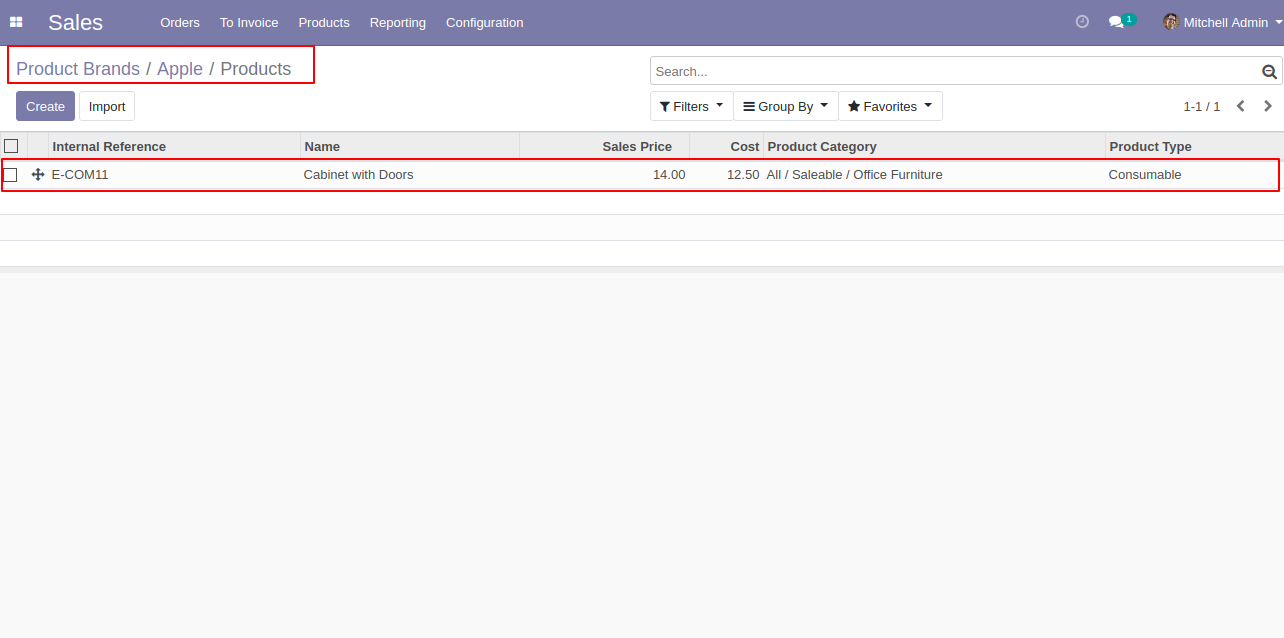 Sales Orders To Invoice Products Reporting Configuration 1 Mitchell Admin
Product Brands / Apple / Products
Search...
Create Import Filters Group By Favorites 1-1 / 1
Internal Reference Name Sales Price Cost Product Category Product Type
E-COM11 Cabinet with Doors 14.00 12.50 All / Saleable / Office Furniture Consumable